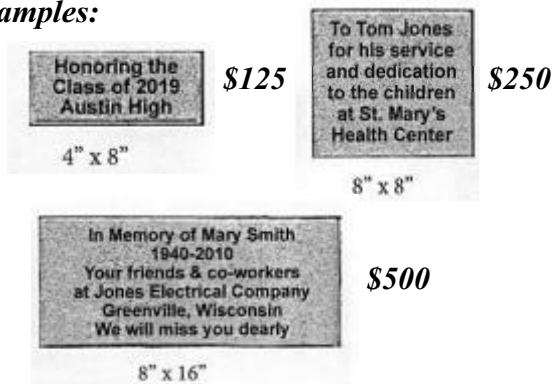 amples:
Honoring the
Class of 2019
Austin High
$125
4” x 8”
To Tom Jones
for his service
and dedication
to the children
at St. Mary's
Health Center
$250
8” x 8”
In Memory of Mary Smith
1940-2010
Your friends & co-workers
at Jones Electrical Company
Greenville, Wisconsin
We will miss you dearly
$500
8” x 16”